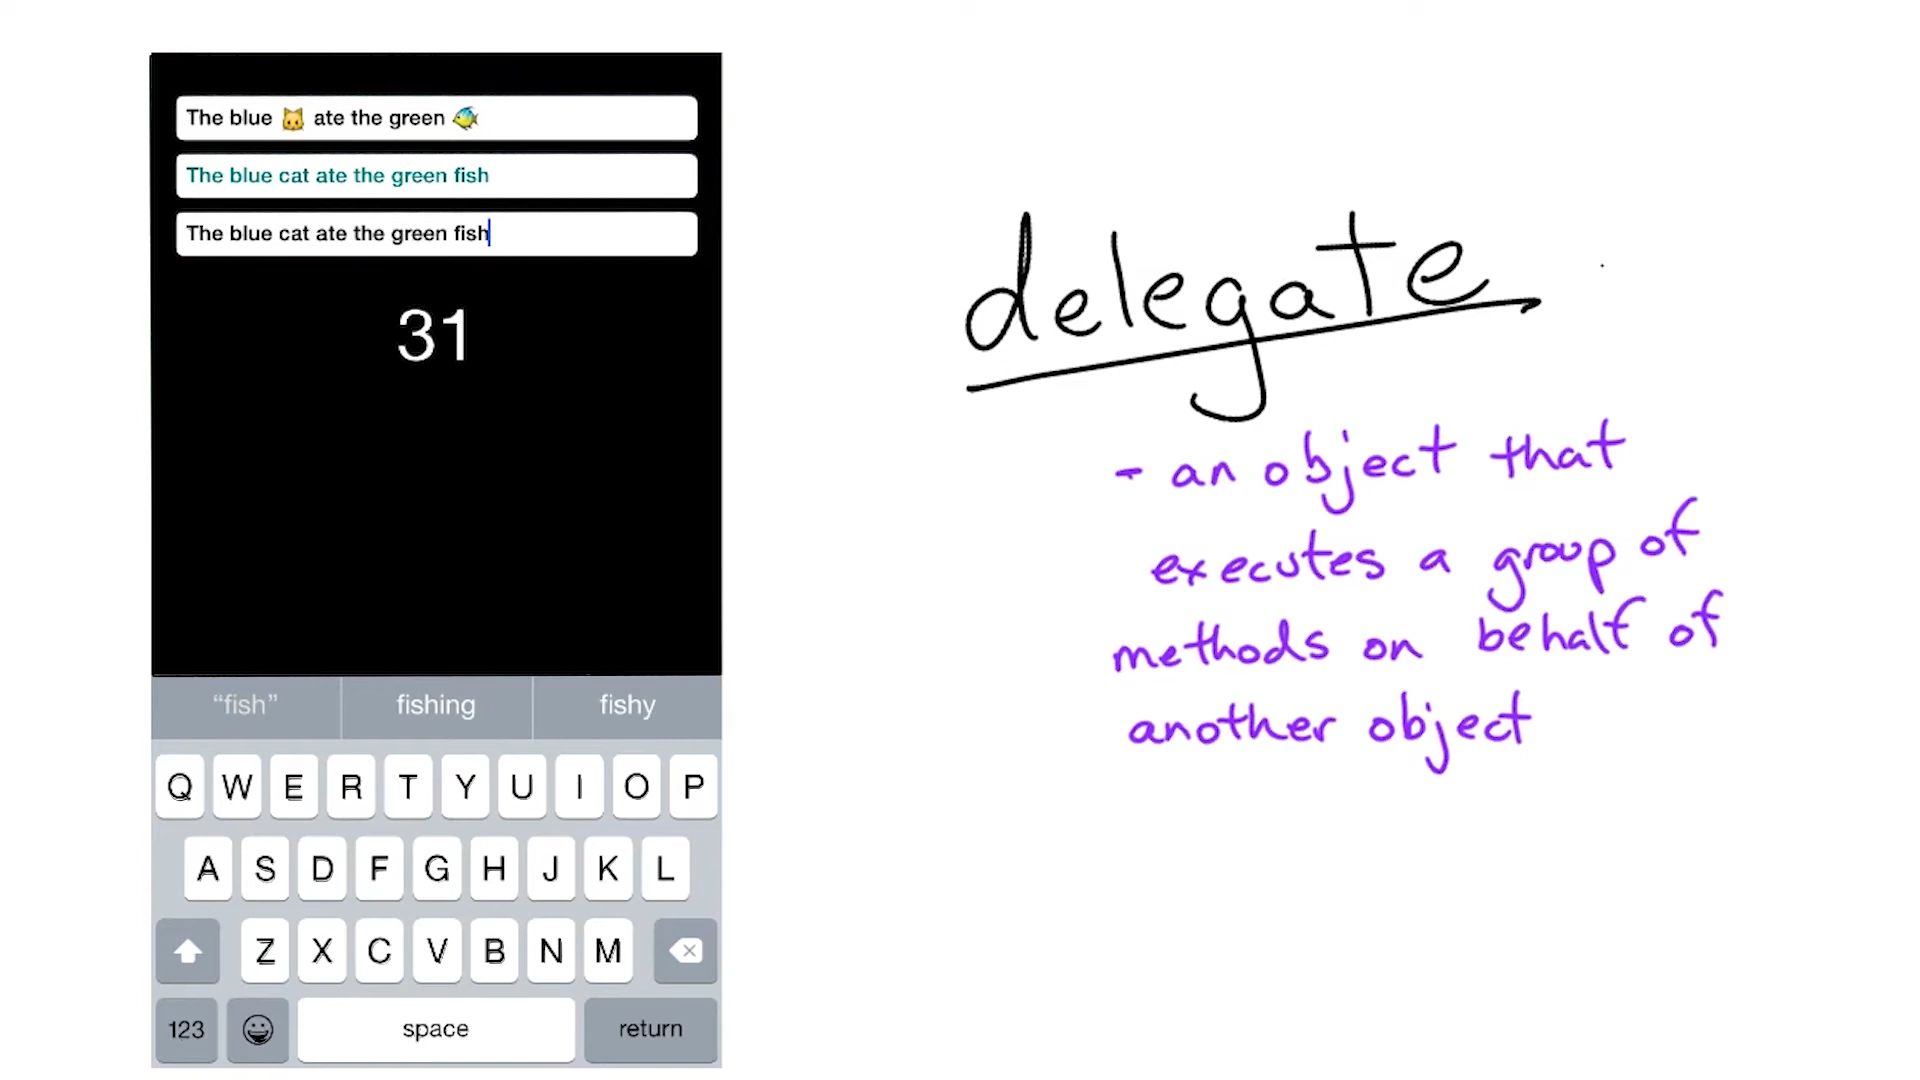 The blue 🐱 ate the green 🐠
The blue cat ate the green fish
The blue cat ate the green fish
31
“fish” fishing fishy
Q W E R T Y U I O P
A S D F G H J K L
Z X C V B N M
123 space return
delegate
- an object that
executes a group of
methods on behalf of
another object